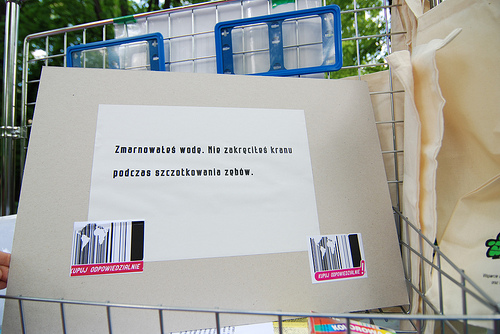 Zmarnowałeś wodę. Nie zakręciłeś kranu
podczas szczotkowania zębów.
KUPUJ ODPOWIEDZIALNIE
KUPUJ ODPOWIEDZIALNIE